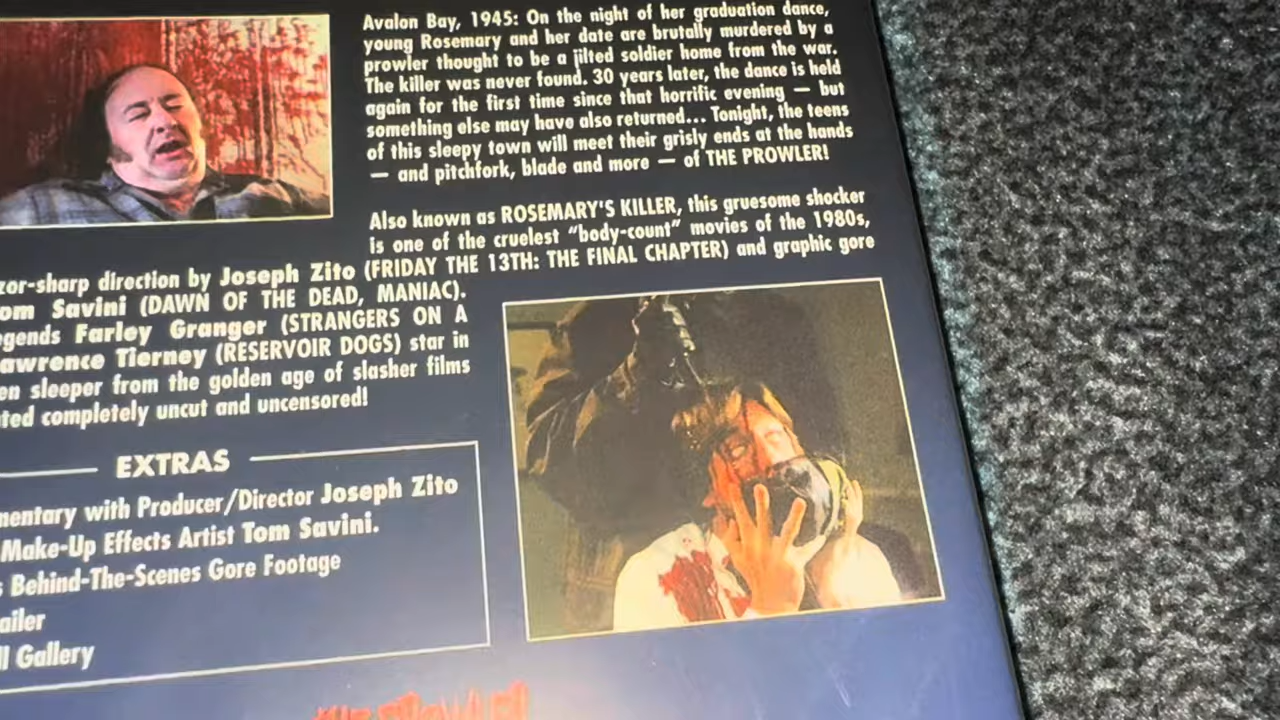 Avalon Bay, 1945: On the night of her graduation dance,
young Rosemary and her date are brutally murdered by a
prowler thought to be a jilted soldier home from the war.
The killer was never found. 30 years later, the dance is held
again for the first time since that horrific evening — but
something else may have also returned... Tonight, the teens
of this sleepy town will meet their grisly ends at the hands
— and pitchfork, blade and more — of THE PROWLER!
Also known as ROSEMARY'S KILLER, this gruesome shocker
is one of the cruelest "body-count" movies of the 1980s,
zor-sharp direction by Joseph Zito (FRIDAY THE 13TH: THE FINAL CHAPTER) and graphic gore
om Savini (DAWN OF THE DEAD, MANIAC).
egends Farley Granger (STRANGERS ON A
awrence Tierney (RESERVOIR DOGS) star in
en sleeper from the golden age of slasher films
ted completely uncut and uncensored!
EXTRAS
mentary with Producer/Director Joseph Zito
Make-Up Effects Artist Tom Savini.
s Behind-The-Scenes Gore Footage
ailer
ll Gallery